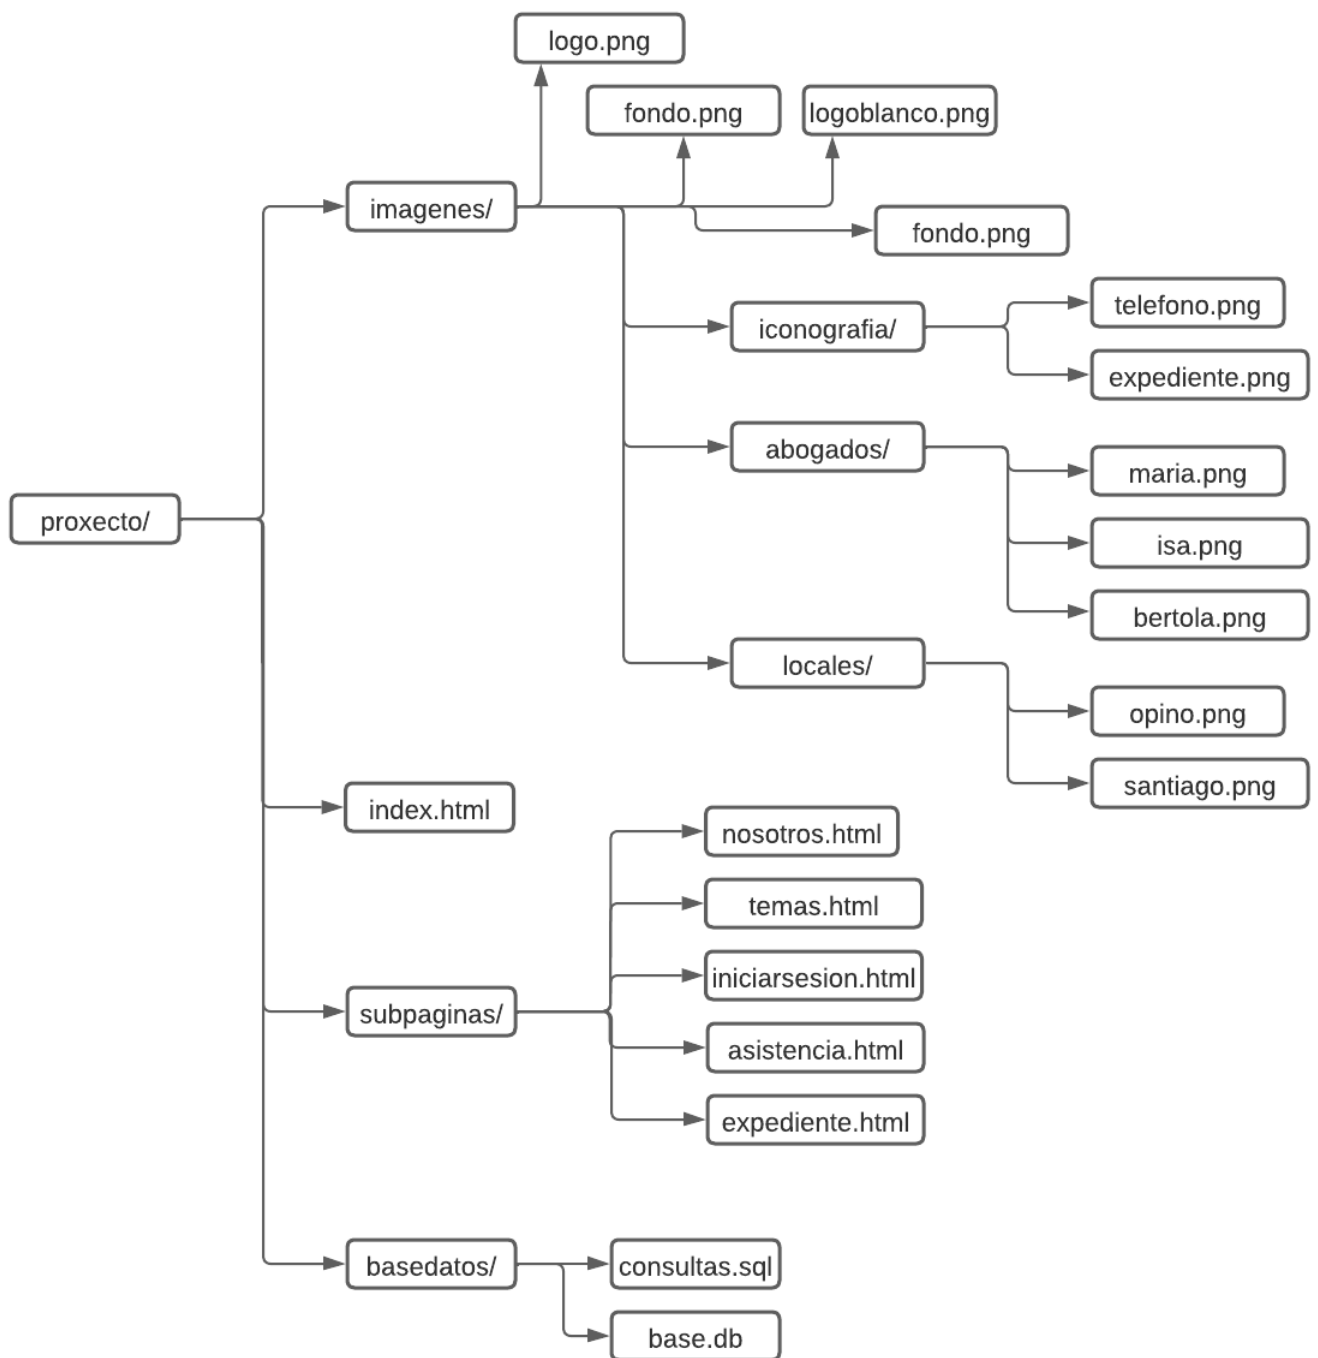 logo.png
fondo.png
logoblanco.png
imagenes/
fondo.png
telefono.png
iconografia/
expediente.png
abogados/
maria.png
proxecto/
isa.png
bertola.png
locales/
opino.png
santiago.png
index.html
nosotros.html
temas.html
iniciarsesion.html
subpaginas/
asistencia.html
expediente.html
basedatos/
consultas.sql
base.db